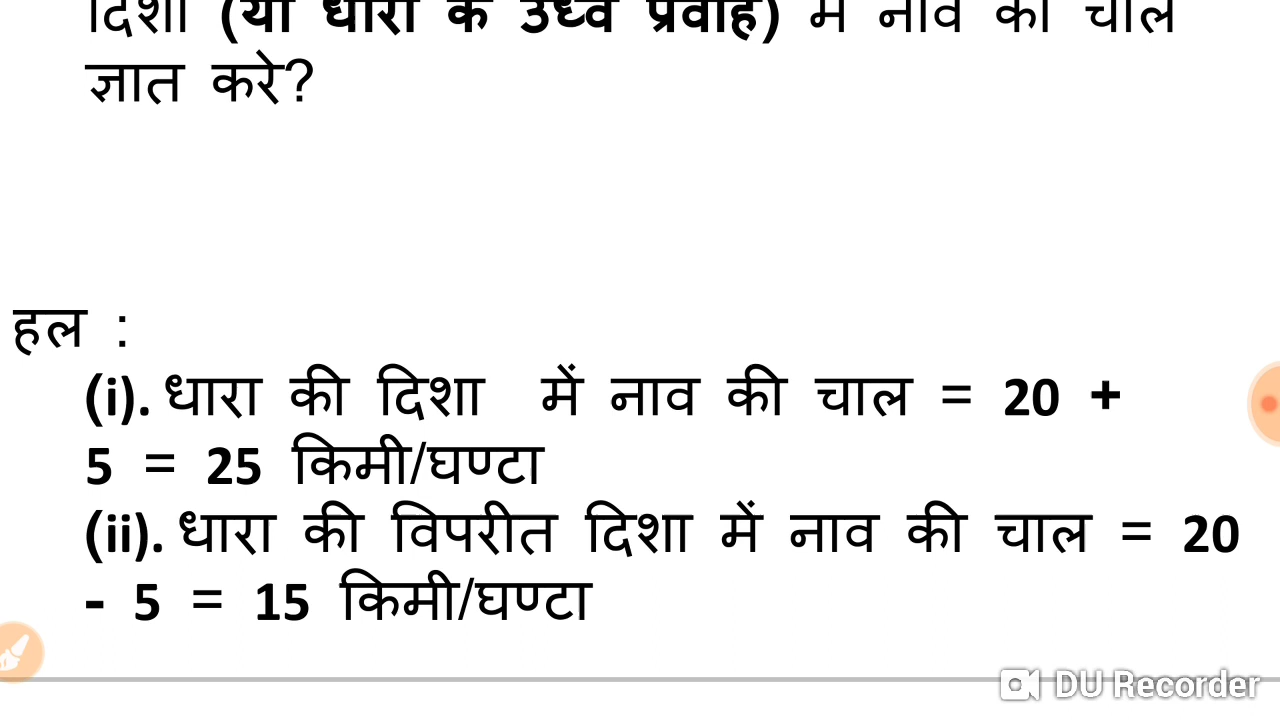 दिशा (या धारा के उर्ध्व प्रवाह) में नाव की चाल
ज्ञात करे?
हल :
(i). धारा की दिशा में नाव की चाल = 20 +
5 = 25 किमी/घण्टा
(ii). धारा की विपरीत दिशा में नाव की चाल = 20
- 5 = 15 किमी/घण्टा
DU Recorder